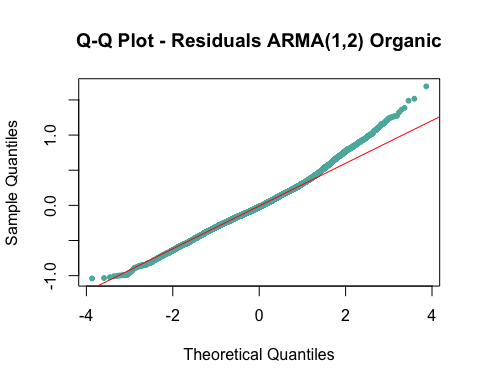 Q-Q Plot - Residuals ARMA(1,2) Organic
Sample Quantiles
1.0
0.0
-1.0
-4 -2 0 2 4
Theoretical Quantiles